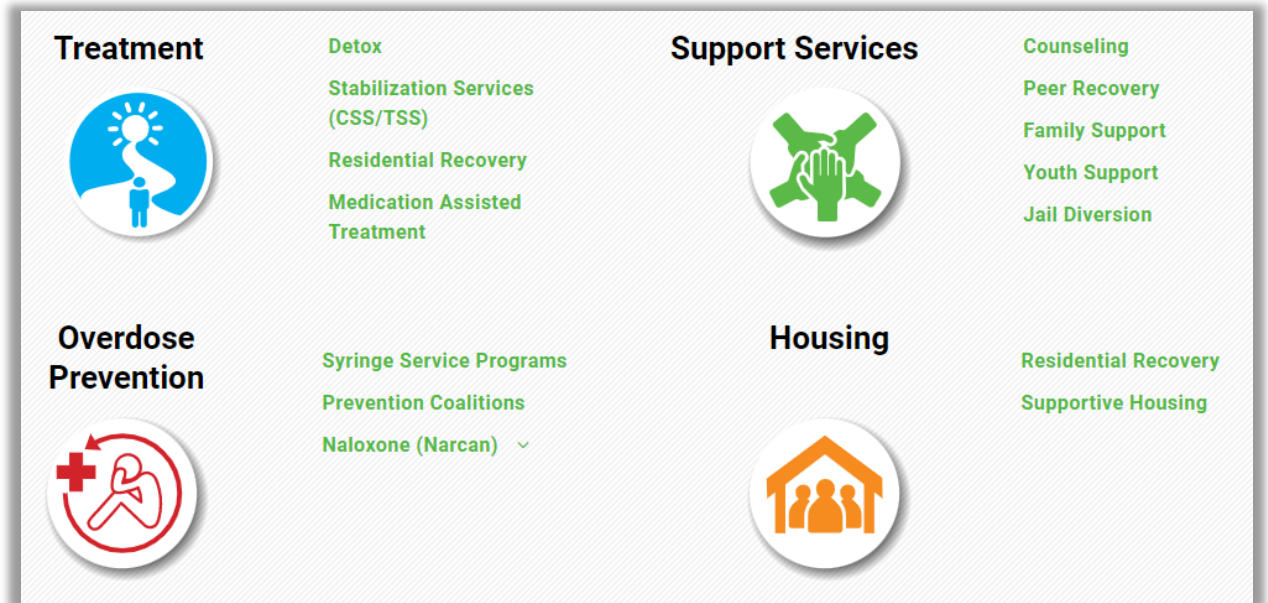 Treatment
Detox
Stabilization Services
(CSS/TSS)
Residential Recovery
Medication Assisted
Treatment
Support Services
Counseling
Peer Recovery
Family Support
Youth Support
Jail Diversion
Overdose
Prevention
Syringe Service Programs
Prevention Coalitions
Naloxone (Narcan)
Housing
Residential Recovery
Supportive Housing